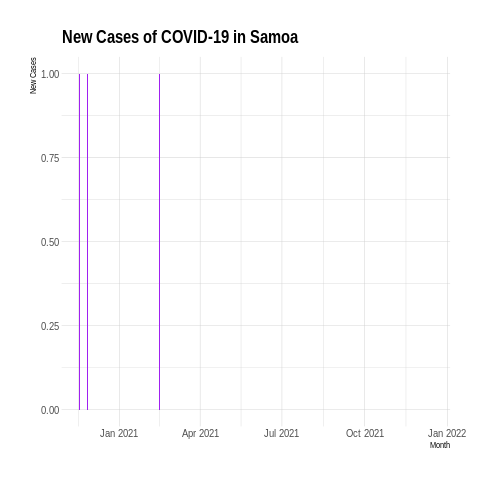 New Cases of COVID-19 in Samoa
New Cases
1.00
0.75
0.50
0.25
0.00
Jan 2021 Apr 2021 Jul 2021 Oct 2021 Jan 2022
Month